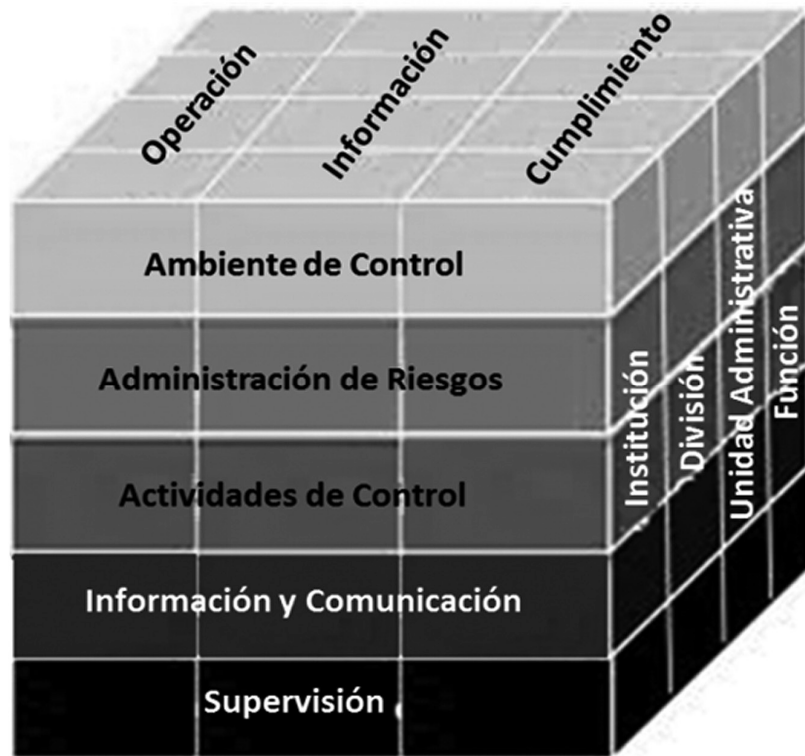 Operación
Información
Cumplimiento
Ambiente de Control
Administración de Riesgos
Actividades de Control
Información y Comunicación
Supervisión
Institución
División
Unidad Administrativa
Función